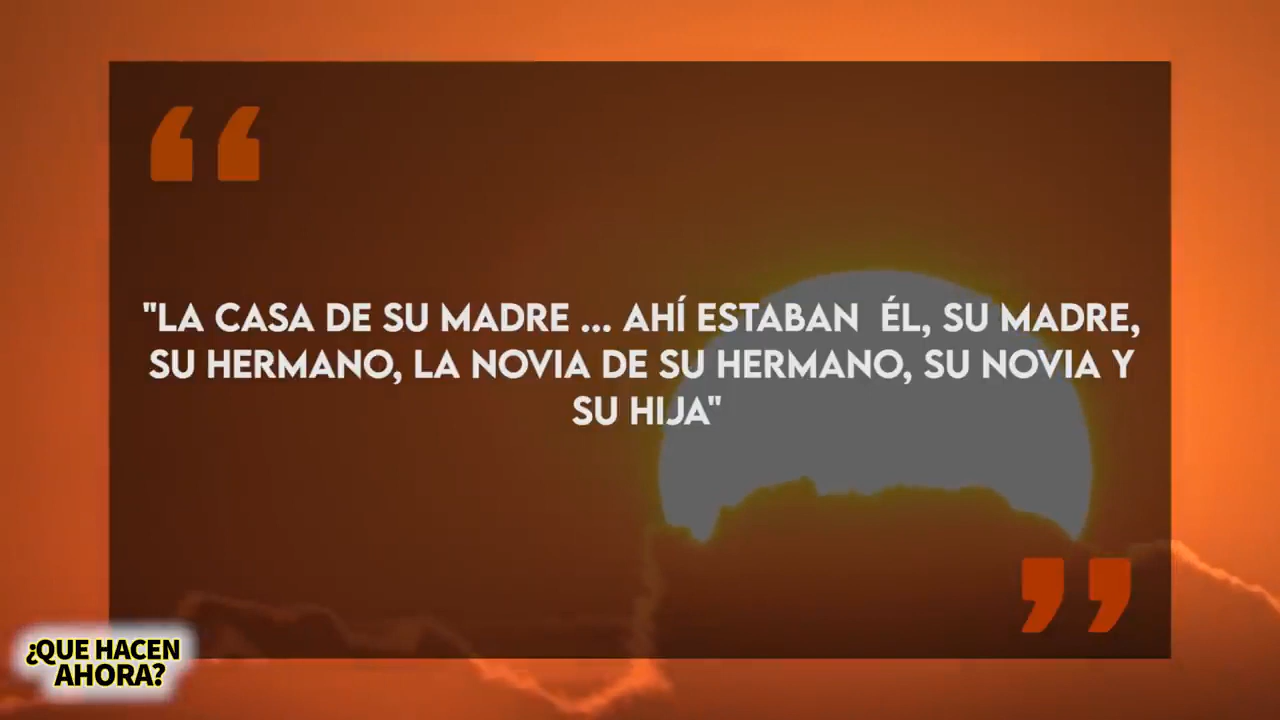 "LA CASA DE SU MADRE ... AHÍ ESTABAN ÉL, SU MADRE,
SU HERMANO, LA NOVIA DE SU HERMANO, SU NOVIA Y
SU HIJA"
¿QUE HACEN
AHORA?